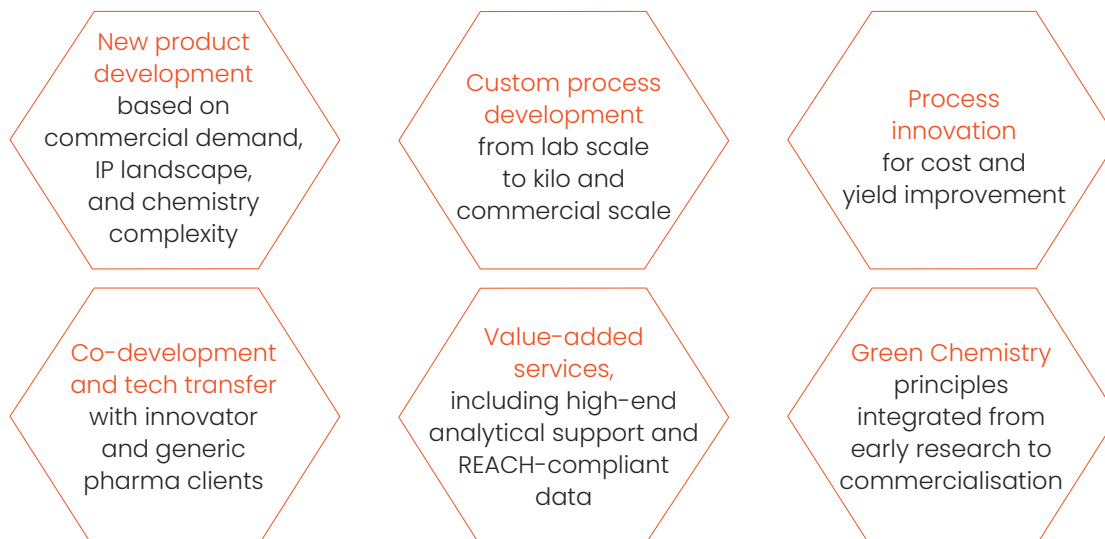 New product
development
based on
commercial demand,
IP landscape,
and chemistry
complexity
Custom process
development
from lab scale
to kilo and
commercial scale
Process
innovation
for cost and
yield improvement
Co-development
and tech transfer
with innovator
and generic
pharma clients
Value-added
services,
including high-end
analytical support and
REACH-compliant
data
Green Chemistry
principles
integrated from
early research to
commercialisation